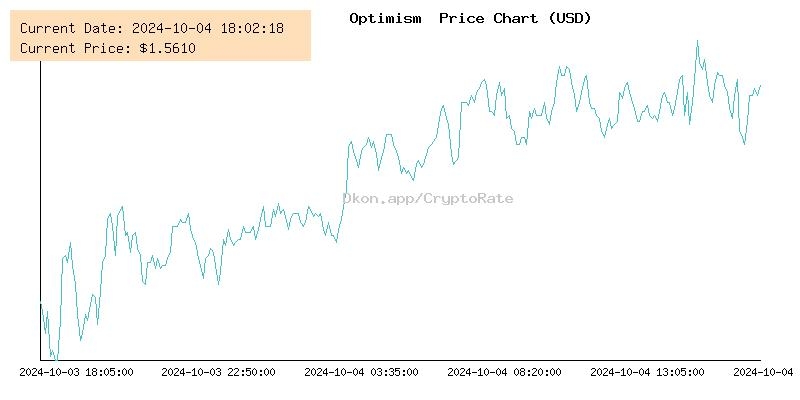 Optimism Price Chart (USD)
Current Date: 2024-10-04 18:02:18
Current Price: $1.5610
Dkon.app/CryptoRate
2024-10-03 18:05:00 2024-10-03 22:50:00 2024-10-04 03:35:00 2024-10-04 08:20:00 2024-10-04 13:05:00 2024-10-04